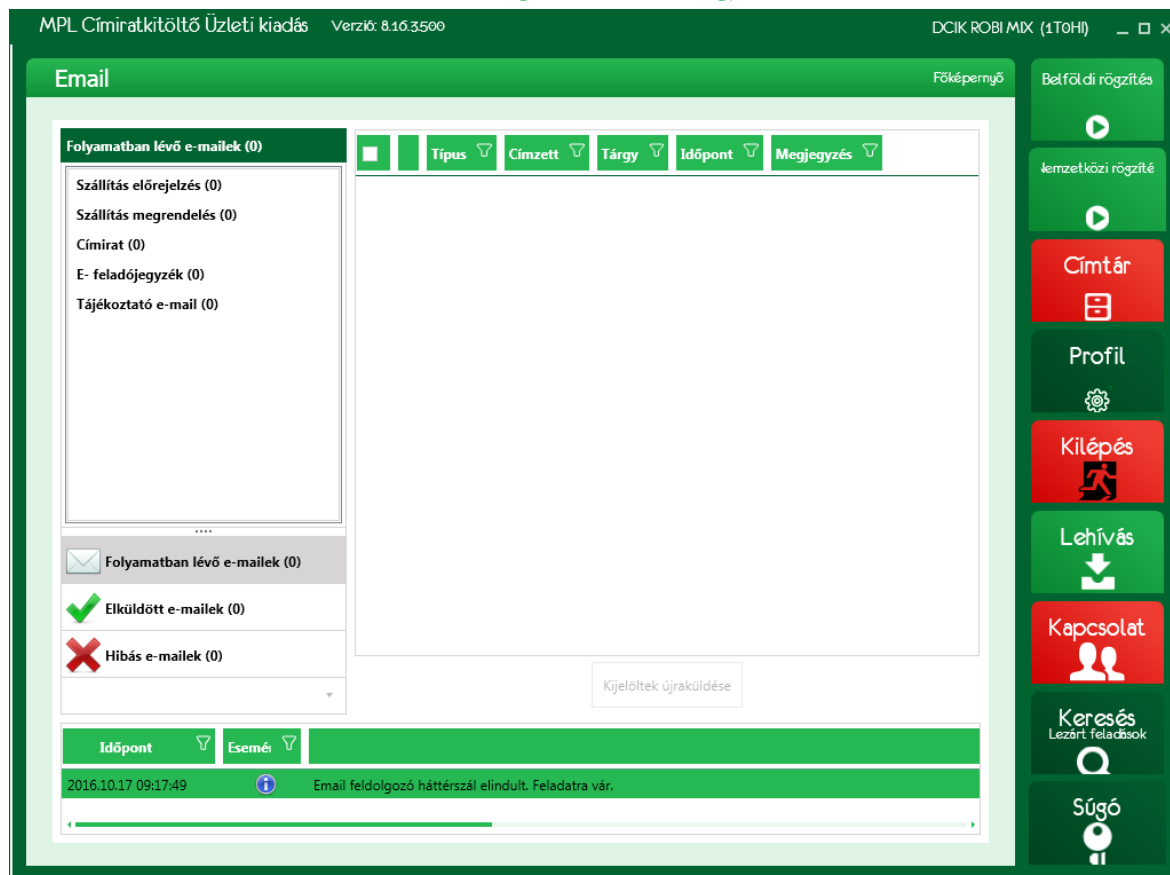 MPL Címiratkitöltő Üzleti kiadás Verzió: 8.16.3.500 DCIK ROBI MIX (1T0HI)
Email Főképernyő
Folyamatban lévő e-mailek (0)
Szállítás előrejelzés (0)
Szállítás megrendelés (0)
Címirat (0)
E- feladójegyzék (0)
Tájékoztató e-mail (0)
Folyamatban lévő e-mailek (0)
Elküldött e-mailek (0)
Hibás e-mailek (0)
Típus Címzett Tárgy Időpont Megjegyzés
Kijelöltek újraküldése
Időpont Esemé
2016.10.17 09:17:49 Email feldolgozó háttérszál elindult. Feladatra vár.
Belföldi rögzítés
lemzetközi rögzíté
Címtár
Profil
Kilépés
Lehívás
Kapcsolat
Keresés
Lezárt feladások
Súgó